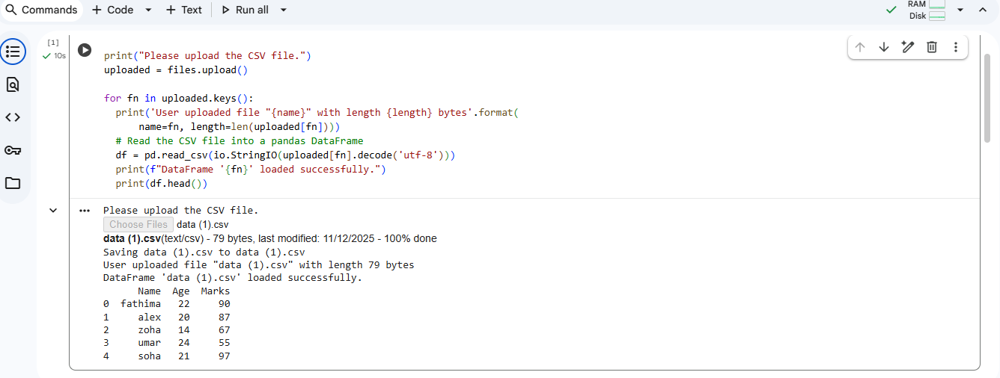 Commands + Code + Text Run all
RAM
Disk
[1]
10s
print("Please upload the CSV file.")
uploaded = files.upload()
for fn in uploaded.keys():
  print('User uploaded file "{name}" with length {length} bytes'.format(
      name=fn, length=len(uploaded[fn])))
  # Read the CSV file into a pandas DataFrame
  df = pd.read_csv(io.StringIO(uploaded[fn].decode('utf-8')))
  print(f"DataFrame '{fn}' loaded successfully.")
  print(df.head())
Please upload the CSV file.
Choose Files data (1).csv
data (1).csv(text/csv) - 79 bytes, last modified: 11/12/2025 - 100% done
Saving data (1).csv to data (1).csv
User uploaded file "data (1).csv" with length 79 bytes
DataFrame 'data (1).csv' loaded successfully.
      Name  Age  Marks
0  fathima   22     90
1     alex   20     87
2     zoha   14     67
3     umar   24     55
4     soha   21     97